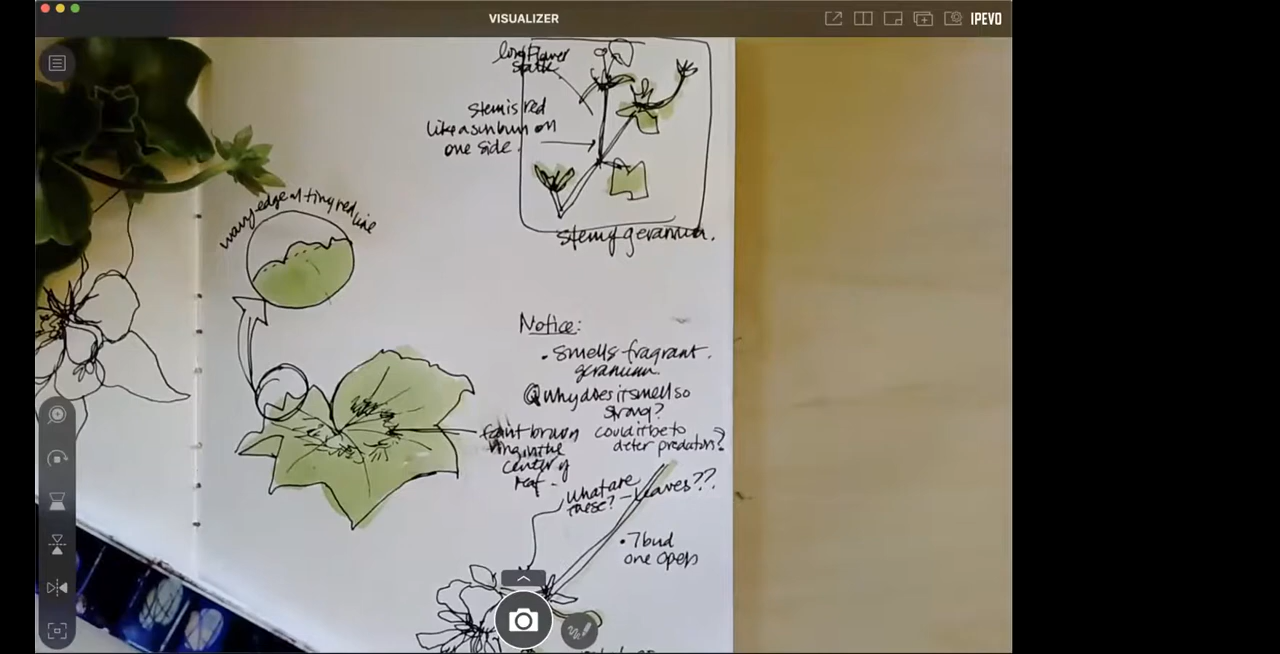 VISUALIZER
IPEVO
long flower
stalk
stem is red
like a sunburn on
one side.
stem of geranium.
wavy edge w/ tiny red line
Notice:
• smells fragrant.
geranium.
Q why does it smell so
strong?
could it be to
deter predators?
faint brown
ring in the
center of
leaf -
what are
these? - Leaves??
• 7 bud
one open